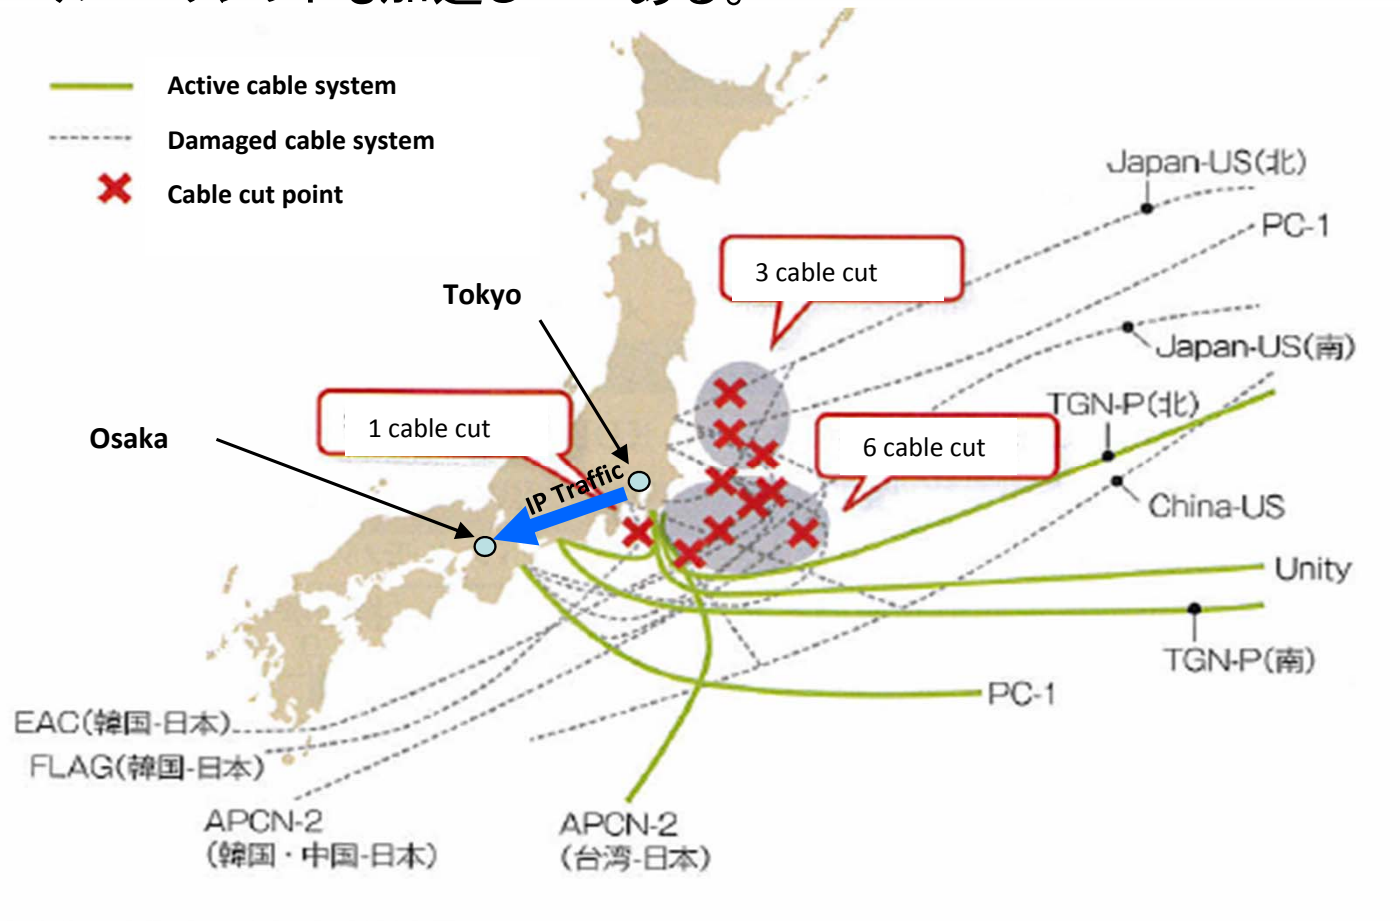 Active cable system
Damaged cable system
Cable cut point
Japan-US(北)
PC-1
3 cable cut
Tokyo
Japan-US(南)
TGN-P(北)
1 cable cut
Osaka
6 cable cut
IP Traffic
China-US
Unity
TGN-P(南)
PC-1
EAC(韓国-日本)
FLAG(韓国-日本)
APCN-2
(韓国・中国-日本)
APCN-2
(台湾-日本)